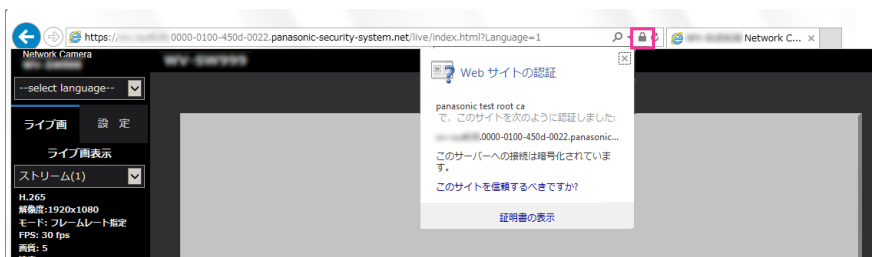 https://
0000-0100-450d-0022.panasonic-security-system.net/live/index.html?Language=1
Network C... ×
Network Camera
WV-SW999
--select language--
ライブ画 設 定
ライブ画表示
ストリーム(1)
H.265
解像度:1920x1080
モード: フレームレート指定
FPS: 30 fps
画質: 5
Web サイトの認証
panasonic test root ca
で、このサイトを次のように認証しました:
.0000-0100-450d-0022.panasonic...
このサーバーへの接続は暗号化されていま
す。
このサイトを信頼するべきですか?
証明書の表示